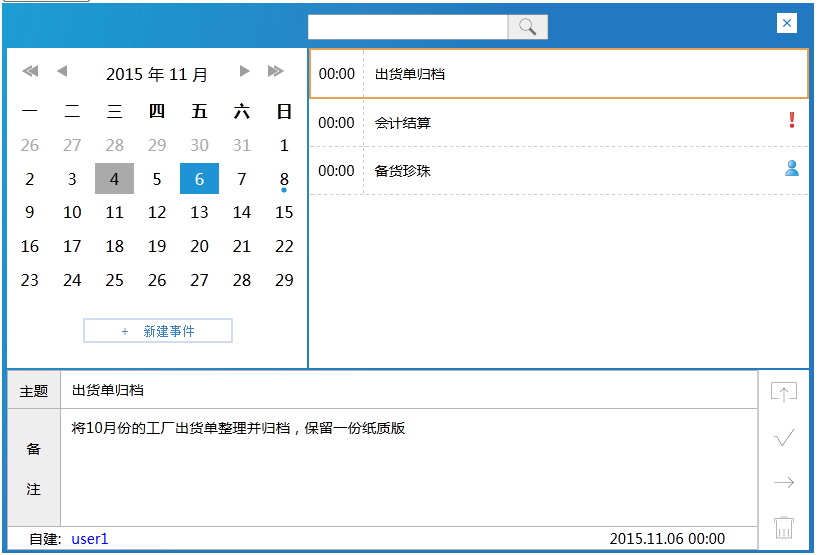 2015 年 11 月
一 二 三 四 五 六 日
26 27 28 29 30 31 1
2 3 4 5 6 7 8
9 10 11 12 13 14 15
16 17 18 19 20 21 22
23 24 25 26 27 28 29
+ 新建事件
00:00 出货单归档
00:00 会计结算
00:00 备货珍珠
主题 出货单归档
备注 将10月份的工厂出货单整理并归档，保留一份纸质版
自建: user1 2015.11.06 00:00